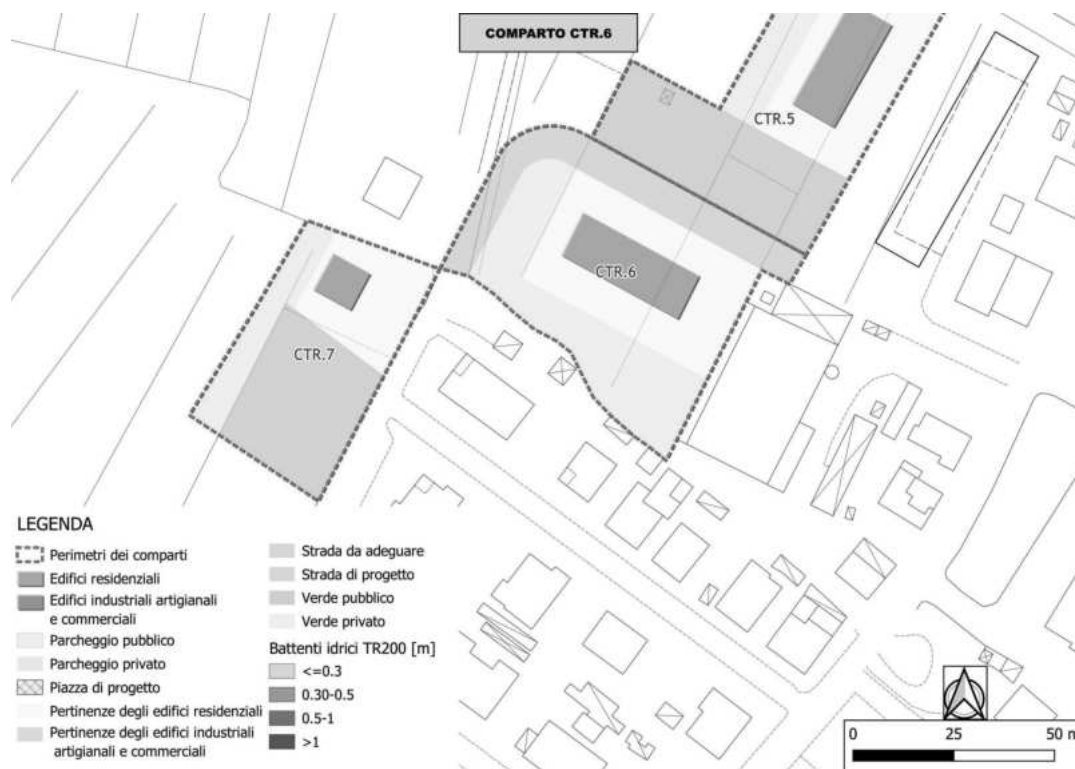 COMPARTO CTR.6
CTR.5
CTR.6
CTR.7
LEGENDA
Perimetri dei comparti
Edifici residenziali
Edifici industriali artigianali
e commerciali
Parcheggio pubblico
Parcheggio privato
Piazza di progetto
Pertinenze degli edifici residenziali
Pertinenze degli edifici industriali
artigianali e commerciali
Strada da adeguare
Strada di progetto
Verde pubblico
Verde privato
Battenti idrici TR200 [m]
<=0.3
0.30-0.5
0.5-1
>1
0 25 50 m